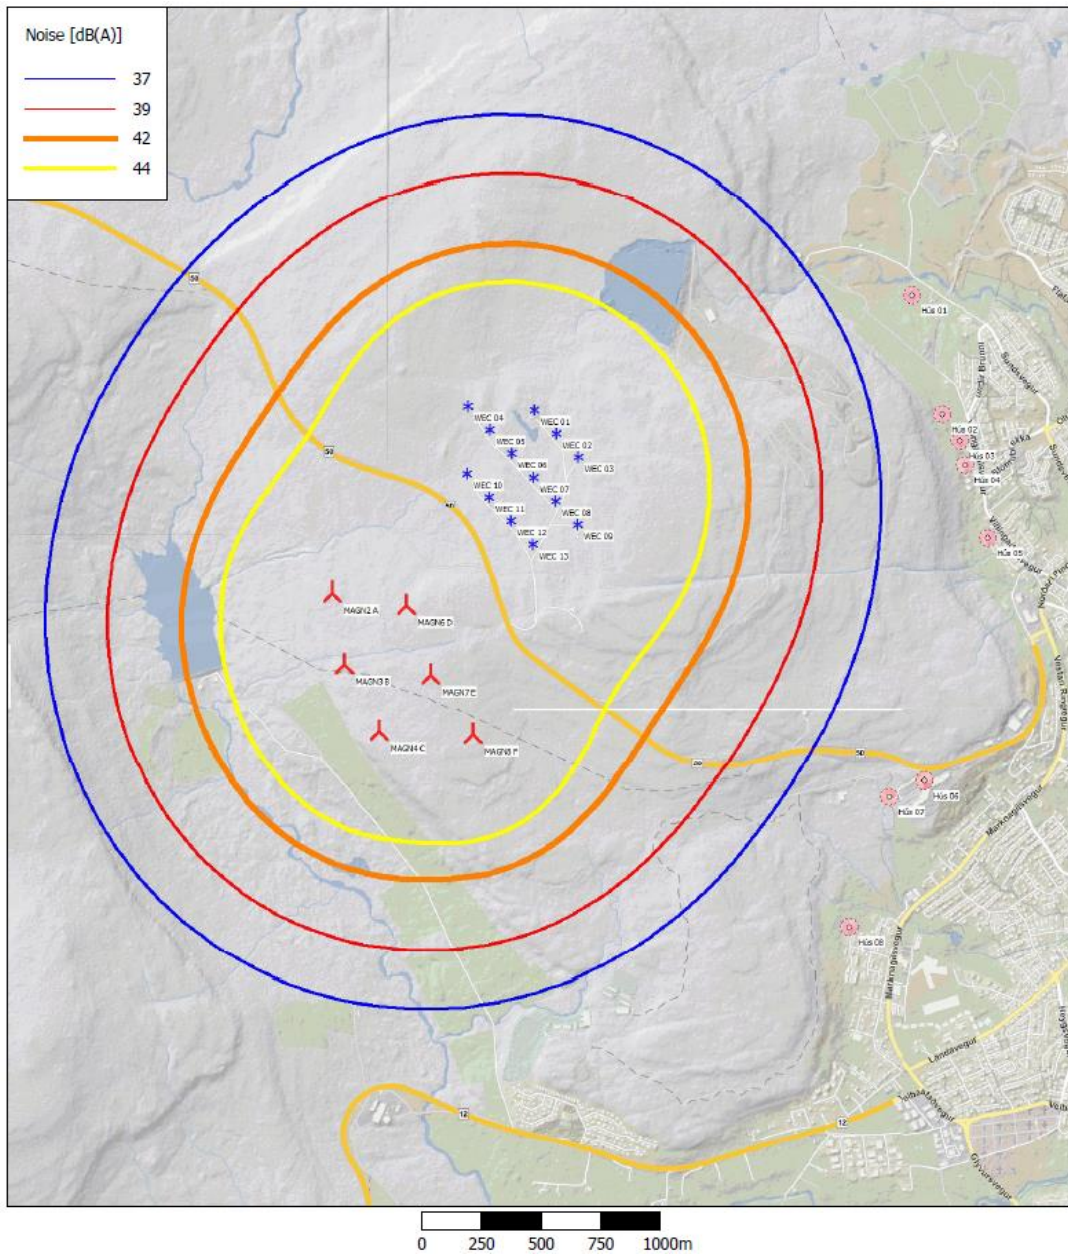 Noise [dB(A)]
37
39
42
44
50
Hús 01
Sundsvegur
WEC 04
WEC 01
WEC 05
WEC 02
Hús 02
WEC 06
WEC 03
Hús 03
50
Hús 04
WEC 10
WEC 07
WEC 11
WEC 08
WEC 12
WEC 09
WEC 13
Hús 05
MAGN2 A
MAGN6 D
MAGN3 B
MAGN7 E
MAGN4 C
MAGN8 F
50
50
Hús 06
Hús 07
Marknagilsvegur
Hús 08
Marknagilsvegur
Landavegur
12
12
Glyvursvegur
0 250 500 750 1000m